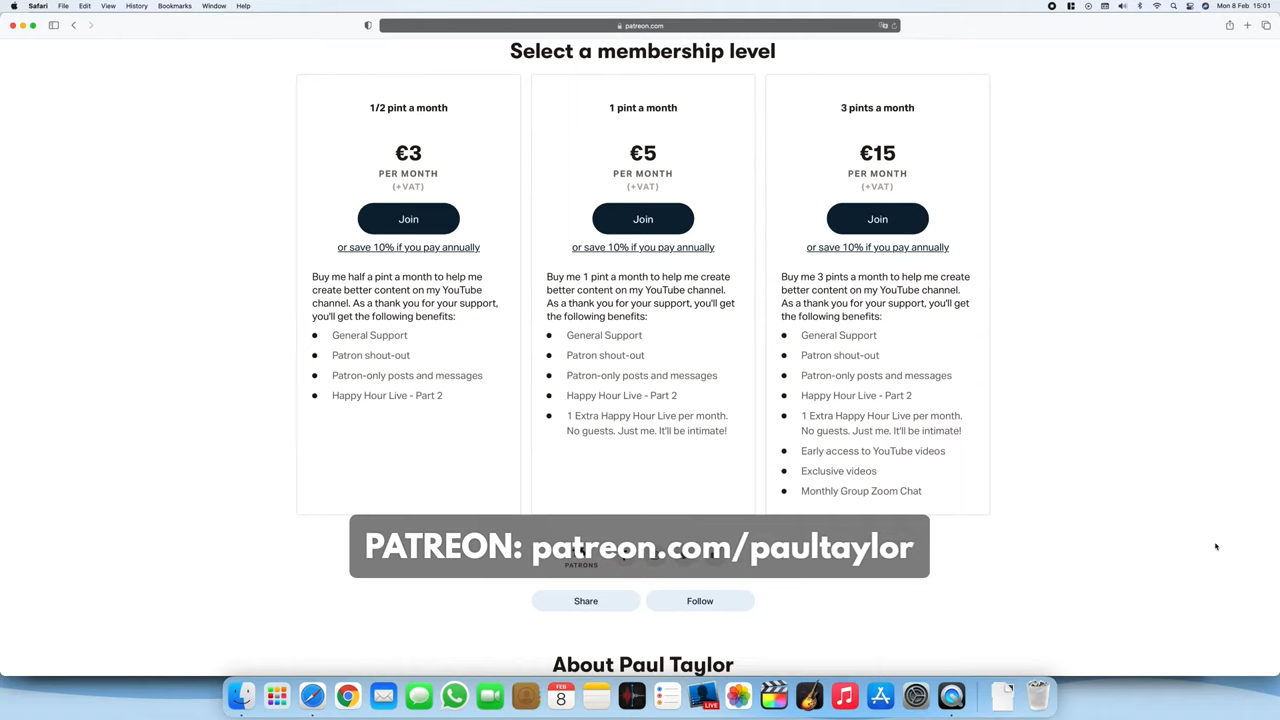 Safari File Edit View History Bookmarks Window Help
Mon 8 Feb 15:01
patreon.com
Select a membership level
1/2 pint a month
€3
PER MONTH
(+VAT)
Join
or save 10% if you pay annually
Buy me half a pint a month to help me
create better content on my YouTube
channel. As a thank you for your support,
you'll get the following benefits:
General Support
Patron shout-out
Patron-only posts and messages
Happy Hour Live - Part 2
1 pint a month
€5
PER MONTH
(+VAT)
Join
or save 10% if you pay annually
Buy me 1 pint a month to help me create
better content on my YouTube channel.
As a thank you for your support, you'll get
the following benefits:
General Support
Patron shout-out
Patron-only posts and messages
Happy Hour Live - Part 2
1 Extra Happy Hour Live per month.
No guests. Just me. It'll be intimate!
3 pints a month
€15
PER MONTH
(+VAT)
Join
or save 10% if you pay annually
Buy me 3 pints a month to help me create
better content on my YouTube channel.
As a thank you for your support, you'll get
the following benefits:
General Support
Patron shout-out
Patron-only posts and messages
Happy Hour Live - Part 2
1 Extra Happy Hour Live per month.
No guests. Just me. It'll be intimate!
Early access to YouTube videos
Exclusive videos
Monthly Group Zoom Chat
PATREON: patreon.com/paultaylor
PATRONS
Share
Follow
About Paul Taylor
FEB
8
LIVE